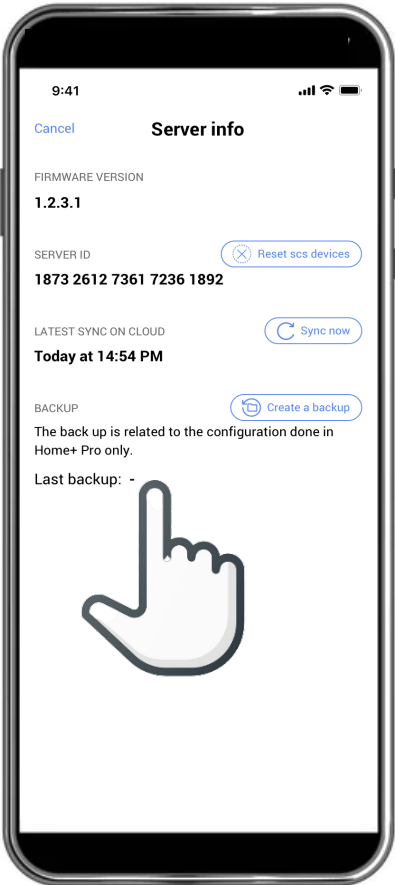 9:41
Cancel
Server info
FIRMWARE VERSION
1.2.3.1
SERVER ID
Reset scs devices
1873 2612 7361 7236 1892
LATEST SYNC ON CLOUD
Sync now
Today at 14:54 PM
BACKUP
Create a backup
The back up is related to the configuration done in
Home+ Pro only.
Last backup: -